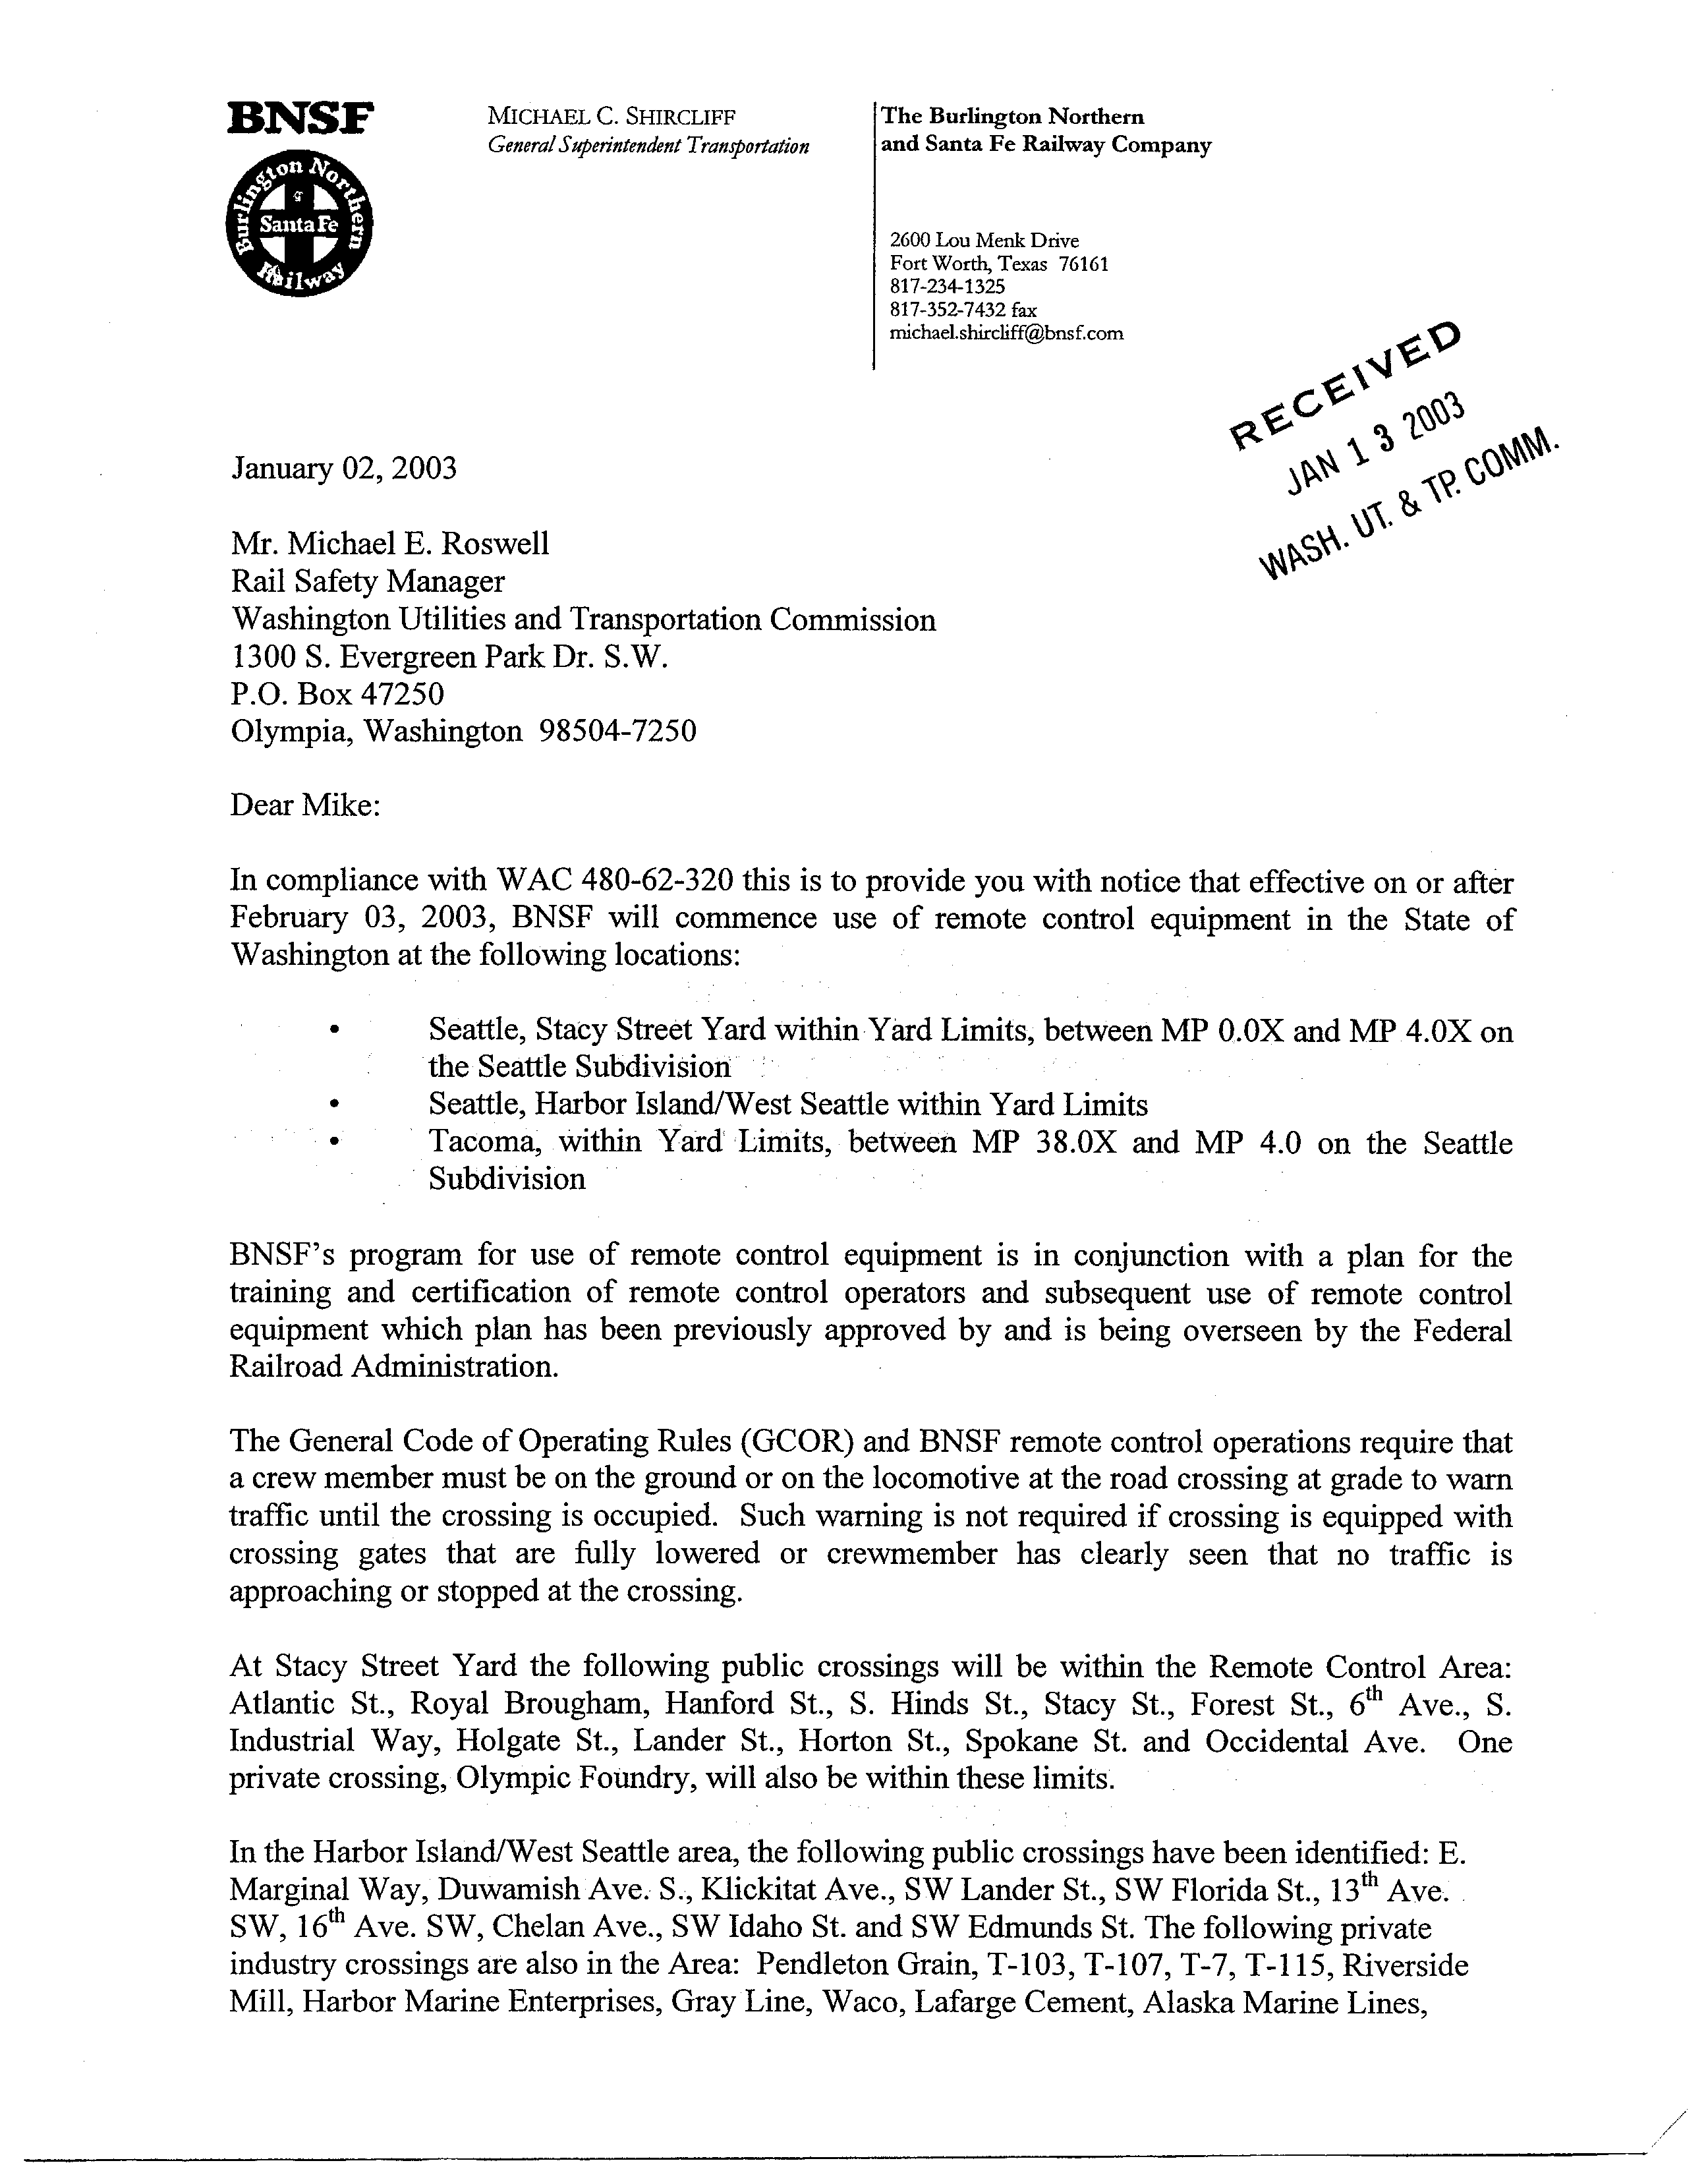 BNSF
Burlington Northern
&
Santa Fe
Railway
MICHAEL C. SHIRCLIFF
General Superintendent Transportation
The Burlington Northern
and Santa Fe Railway Company
2600 Lou Menk Drive
Fort Worth, Texas 76161
817-234-1325
817-352-7432 fax
michael.shircliff@bnsf.com
RECEIVED
JAN 13 2003
WASH. UT. & TP. COMM.
January 02, 2003
Mr. Michael E. Roswell
Rail Safety Manager
Washington Utilities and Transportation Commission
1300 S. Evergreen Park Dr. S.W.
P.O. Box 47250
Olympia, Washington 98504-7250
Dear Mike:
In compliance with WAC 480-62-320 this is to provide you with notice that effective on or after
February 03, 2003, BNSF will commence use of remote control equipment in the State of
Washington at the following locations:
• Seattle, Stacy Street Yard within Yard Limits, between MP 0.0X and MP 4.0X on
the Seattle Subdivision
• Seattle, Harbor Island/West Seattle within Yard Limits
• Tacoma, within Yard Limits, between MP 38.0X and MP 4.0 on the Seattle
Subdivision
BNSF's program for use of remote control equipment is in conjunction with a plan for the
training and certification of remote control operators and subsequent use of remote control
equipment which plan has been previously approved by and is being overseen by the Federal
Railroad Administration.
The General Code of Operating Rules (GCOR) and BNSF remote control operations require that
a crew member must be on the ground or on the locomotive at the road crossing at grade to warn
traffic until the crossing is occupied. Such warning is not required if crossing is equipped with
crossing gates that are fully lowered or crewmember has clearly seen that no traffic is
approaching or stopped at the crossing.
At Stacy Street Yard the following public crossings will be within the Remote Control Area:
Atlantic St., Royal Brougham, Hanford St., S. Hinds St., Stacy St., Forest St., 6th Ave., S.
Industrial Way, Holgate St., Lander St., Horton St., Spokane St. and Occidental Ave. One
private crossing, Olympic Foundry, will also be within these limits.
In the Harbor Island/West Seattle area, the following public crossings have been identified: E.
Marginal Way, Duwamish Ave. S., Klickitat Ave., SW Lander St., SW Florida St., 13th Ave.
SW, 16th Ave. SW, Chelan Ave., SW Idaho St. and SW Edmunds St. The following private
industry crossings are also in the Area: Pendleton Grain, T-103, T-107, T-7, T-115, Riverside
Mill, Harbor Marine Enterprises, Gray Line, Waco, Lafarge Cement, Alaska Marine Lines,